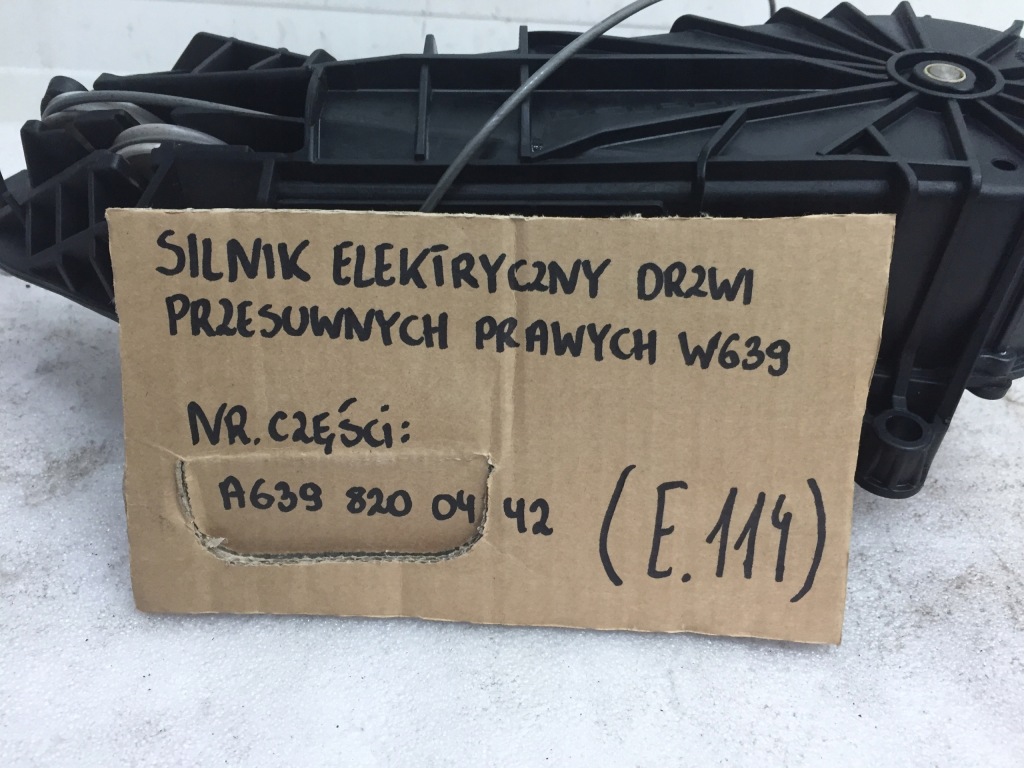 SILNIK ELEKTRYCZNY DRZWI
PRZESUWNYCH PRAWYCH W639
NR. CZĘŚCI:
A639 820 04 42
(E.114)